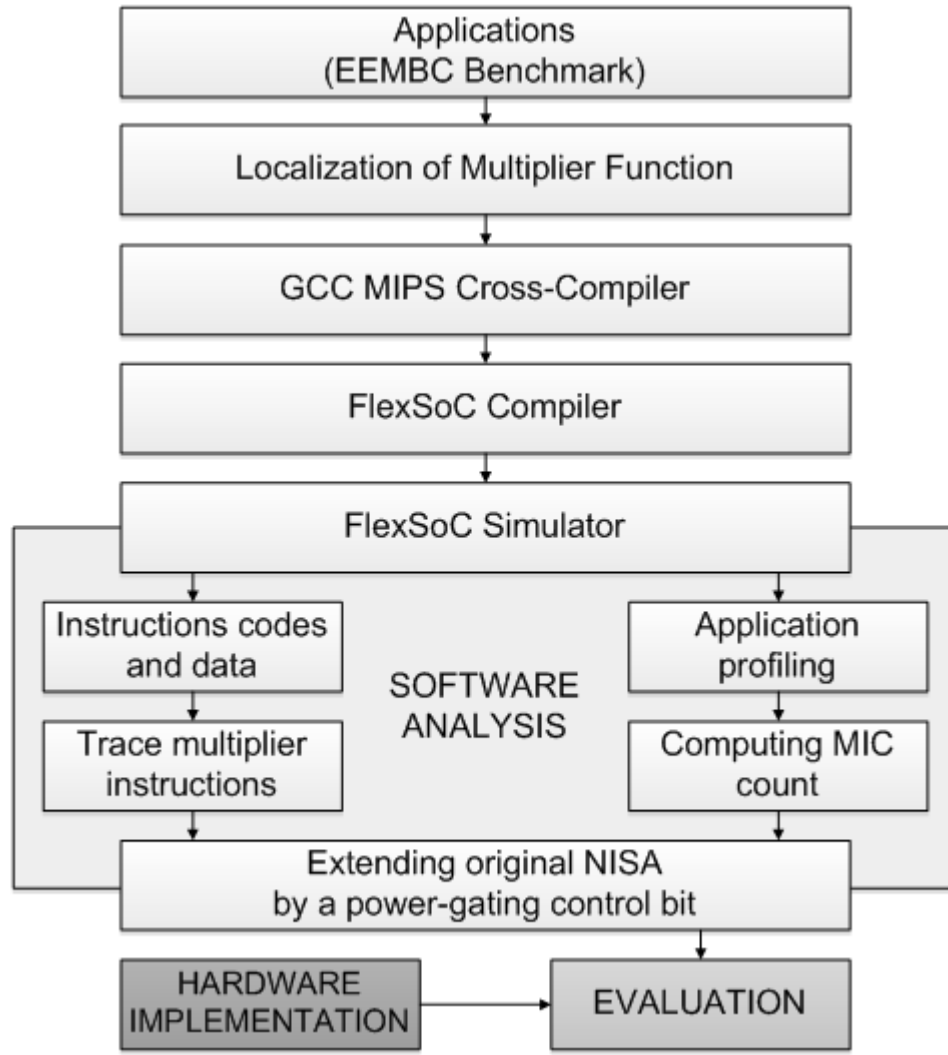 Applications
(EEMBC Benchmark)
Localization of Multiplier Function
GCC MIPS Cross-Compiler
FlexSoC Compiler
FlexSoC Simulator
Instructions codes
and data
Application
profiling
SOFTWARE
ANALYSIS
Trace multiplier
instructions
Computing MIC
count
Extending original NISA
by a power-gating control bit
HARDWARE
IMPLEMENTATION
EVALUATION